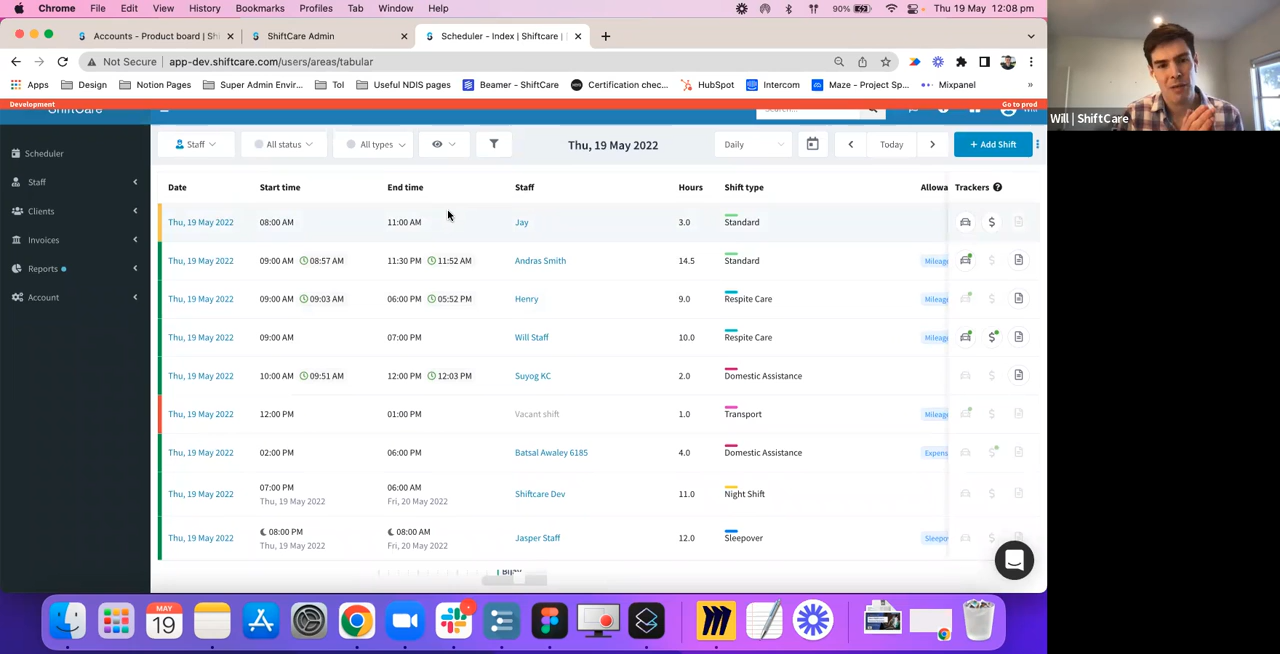 Chrome File Edit View History Bookmarks Profiles Tab Window Help 90% Thu 19 May 12:08 pm
Accounts - Product board | Shi ShiftCare Admin Scheduler - Index | Shiftcare |
Not Secure | app-dev.shiftcare.com/users/areas/tabular
Apps Design Notion Pages Super Admin Envir... Tol Useful NDIS pages Beamer - ShiftCare Certification chec... HubSpot Intercom Maze - Project Sp... Mixpanel »
Development Go to prod
ShiftCare Search...
Will | ShiftCare
Staff All status All types Thu, 19 May 2022 Daily Today + Add Shift
Scheduler
Staff
Clients
Invoices
Reports
Account
Date Start time End time Staff Hours Shift type Allowa Trackers
Thu, 19 May 2022 08:00 AM 11:00 AM Jay 3.0 Standard
Thu, 19 May 2022 09:00 AM 08:57 AM 11:30 PM 11:52 AM Andras Smith 14.5 Standard Mileag
Thu, 19 May 2022 09:00 AM 09:03 AM 06:00 PM 05:52 PM Henry 9.0 Respite Care Mileag
Thu, 19 May 2022 09:00 AM 07:00 PM Will Staff 10.0 Respite Care Mileag
Thu, 19 May 2022 10:00 AM 09:51 AM 12:00 PM 12:03 PM Suyog KC 2.0 Domestic Assistance
Thu, 19 May 2022 12:00 PM 01:00 PM Vacant shift 1.0 Transport Mileag
Thu, 19 May 2022 02:00 PM 06:00 PM Batsal Awaley 6185 4.0 Domestic Assistance Expens
Thu, 19 May 2022 07:00 PM 06:00 AM Shiftcare Dev 11.0 Night Shift
Thu, 19 May 2022 Fri, 20 May 2022
Thu, 19 May 2022 08:00 PM 08:00 AM Jasper Staff 12.0 Sleepover Sleepo
Thu, 19 May 2022 Fri, 20 May 2022
MAY
19